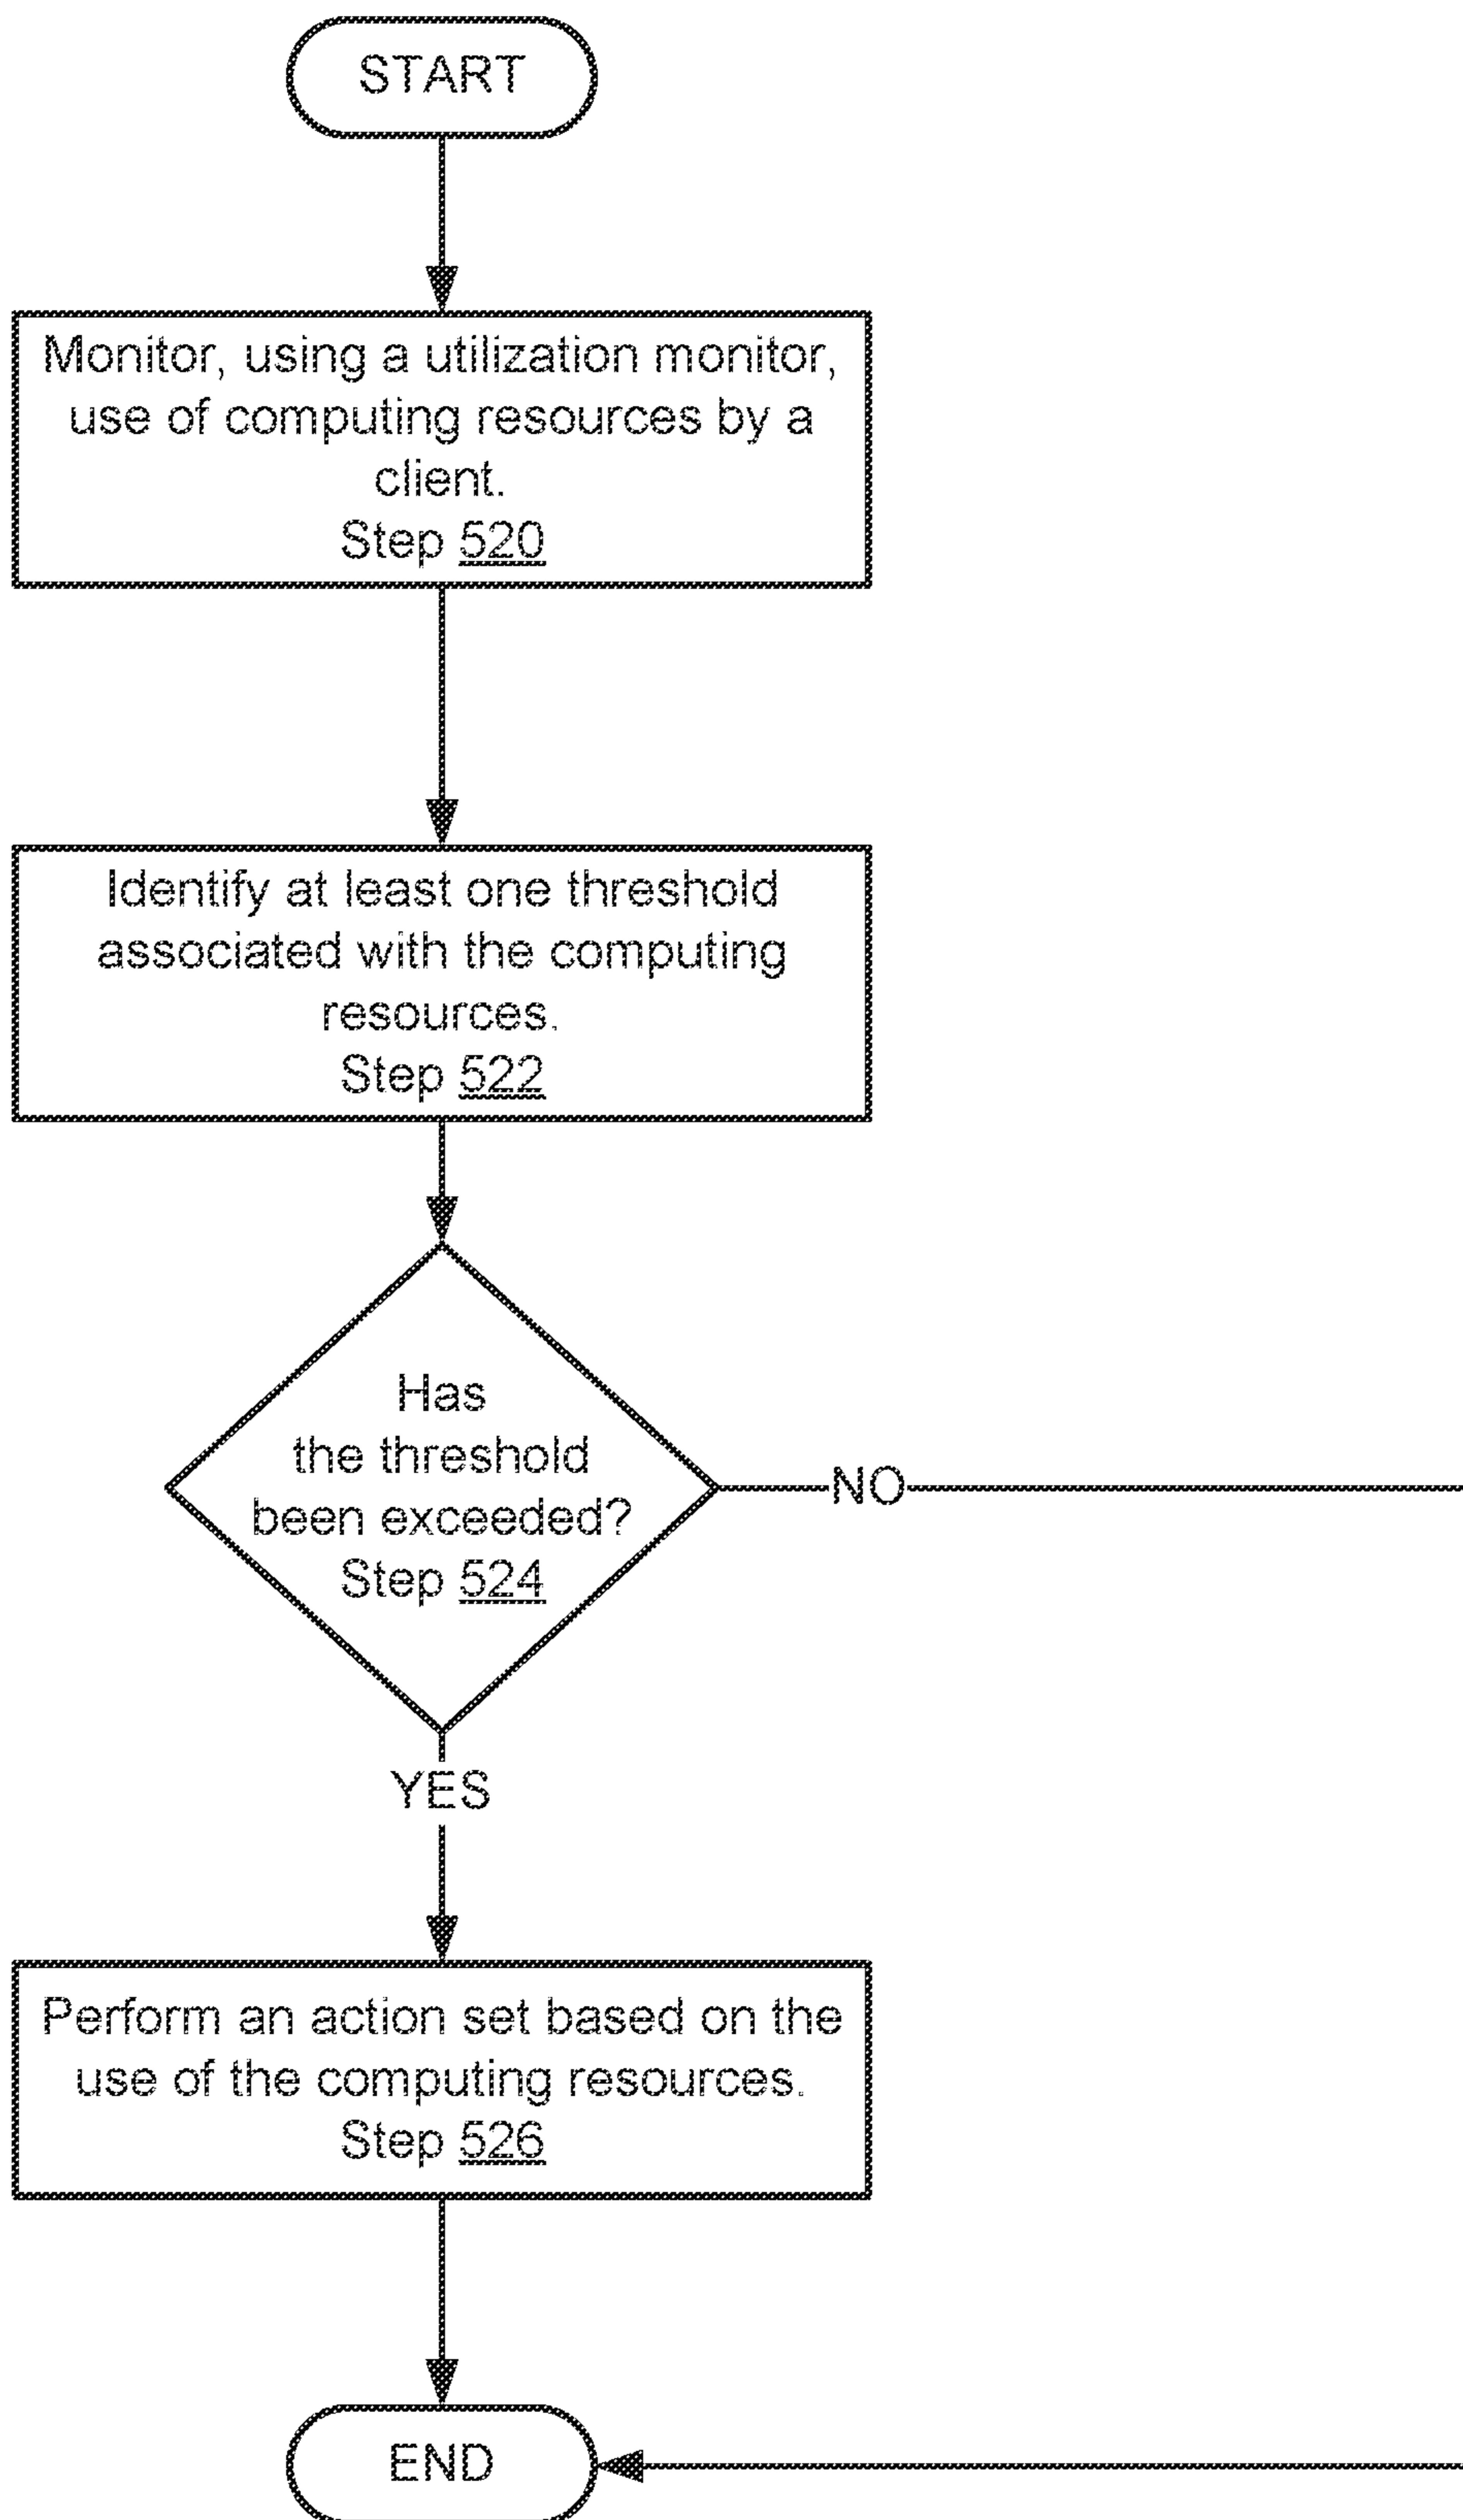 START
Monitor, using a utilization monitor,
use of computing resources by a
client.
Step 520
Identify at least one threshold
associated with the computing
resources.
Step 522
Has
the threshold
been exceeded?
Step 524
NO
YES
Perform an action set based on the
use of the computing resources.
Step 526
END